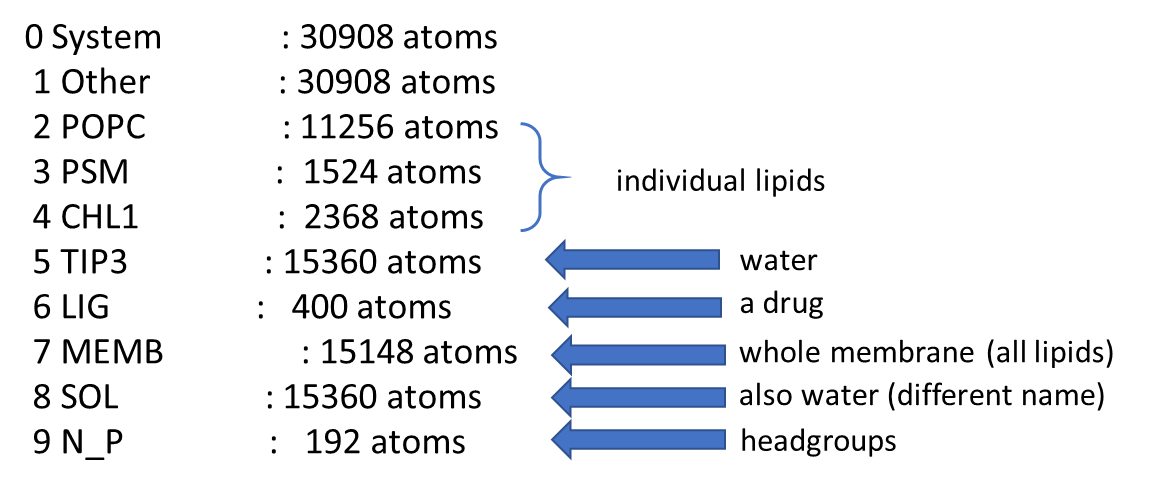 0 System : 30908 atoms
1 Other : 30908 atoms
2 POPC : 11256 atoms
3 PSM : 1524 atoms
individual lipids
4 CHL1 : 2368 atoms
5 TIP3 : 15360 atoms water
6 LIG : 400 atoms a drug
7 MEMB : 15148 atoms whole membrane (all lipids)
8 SOL : 15360 atoms also water (different name)
9 N_P : 192 atoms headgroups